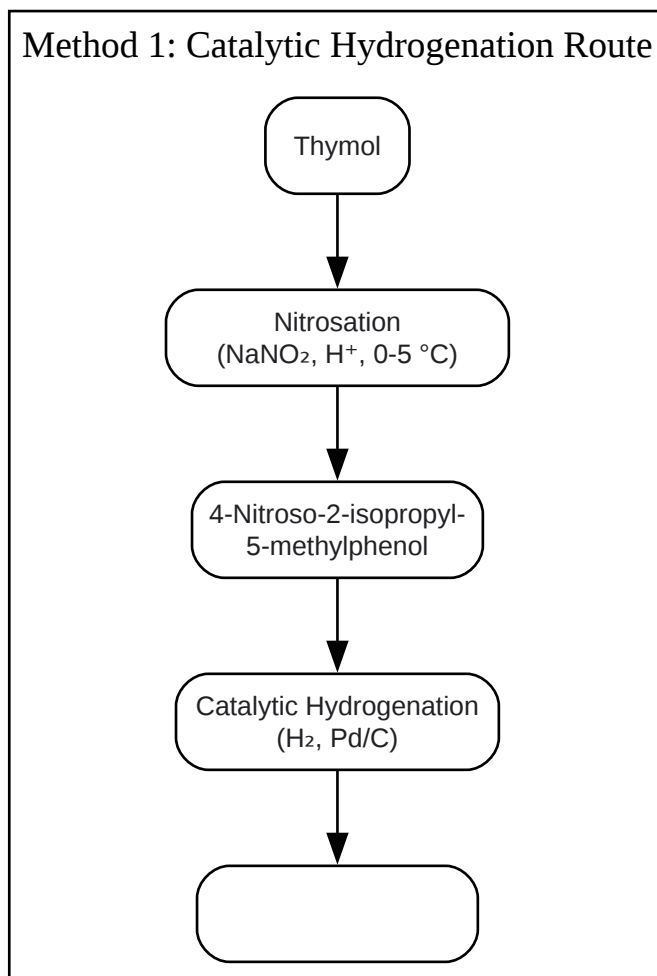 Method 1: Catalytic Hydrogenation Route
Thymol
Nitrosation
(NaNO₂, H⁺, 0-5 °C)
4-Nitroso-2-isopropyl-
5-methylphenol
Catalytic Hydrogenation
(H₂, Pd/C)